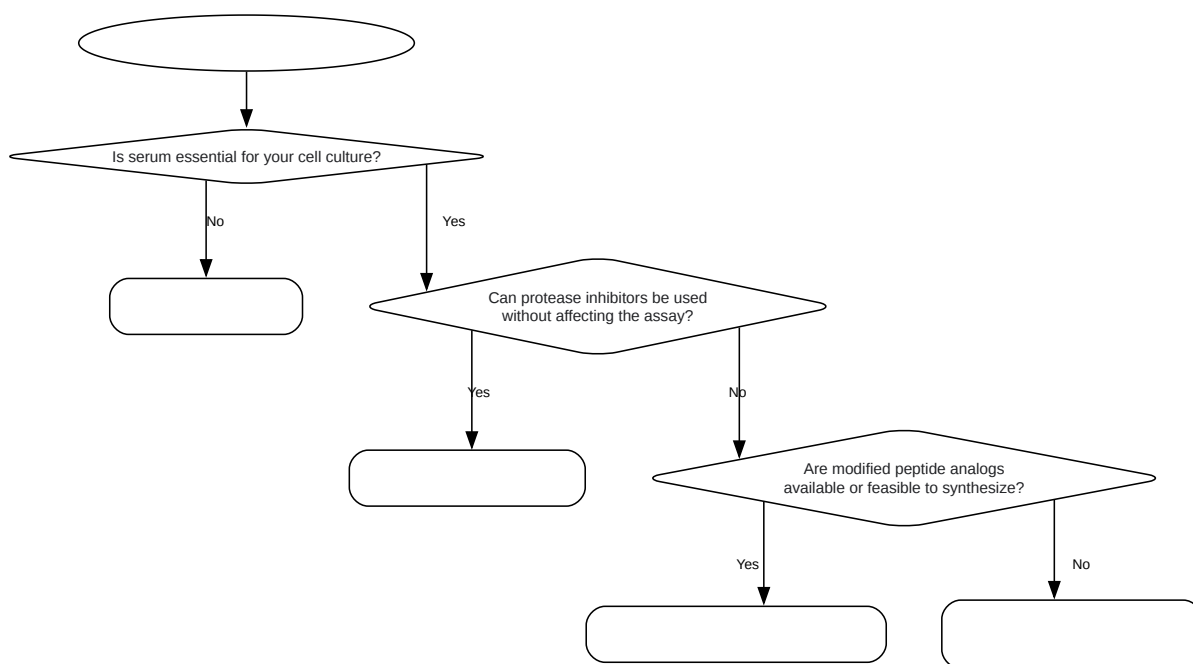 Is serum essential for your cell culture?
No
Yes
Can protease inhibitors be used
without affecting the assay?
Yes
No
Are modified peptide analogs
available or feasible to synthesize?
Yes
No